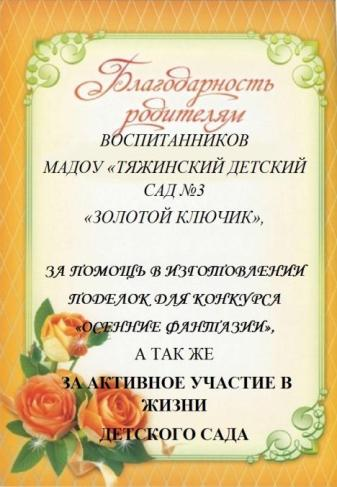 Благодарность
родителям
ВОСПИТАННИКОВ
МАДОУ «ТЯЖИНСКИЙ ДЕТСКИЙ
САД №3
«ЗОЛОТОЙ КЛЮЧИК»,
ЗА ПОМОЩЬ В ИЗГОТОВЛЕНИИ
ПОДЕЛОК ДЛЯ КОНКУРСА
«ОСЕННИЕ ФАНТАЗИИ»,
А ТАК ЖЕ
ЗА АКТИВНОЕ УЧАСТИЕ В
ЖИЗНИ
ДЕТСКОГО САДА